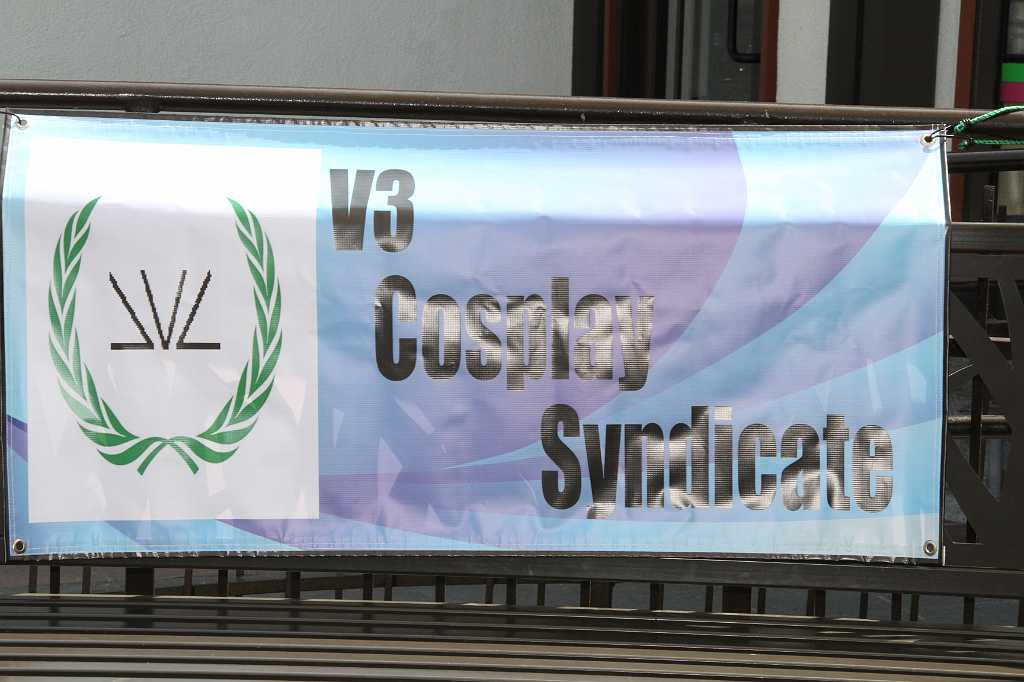 V3
Cosplay
Syndicate